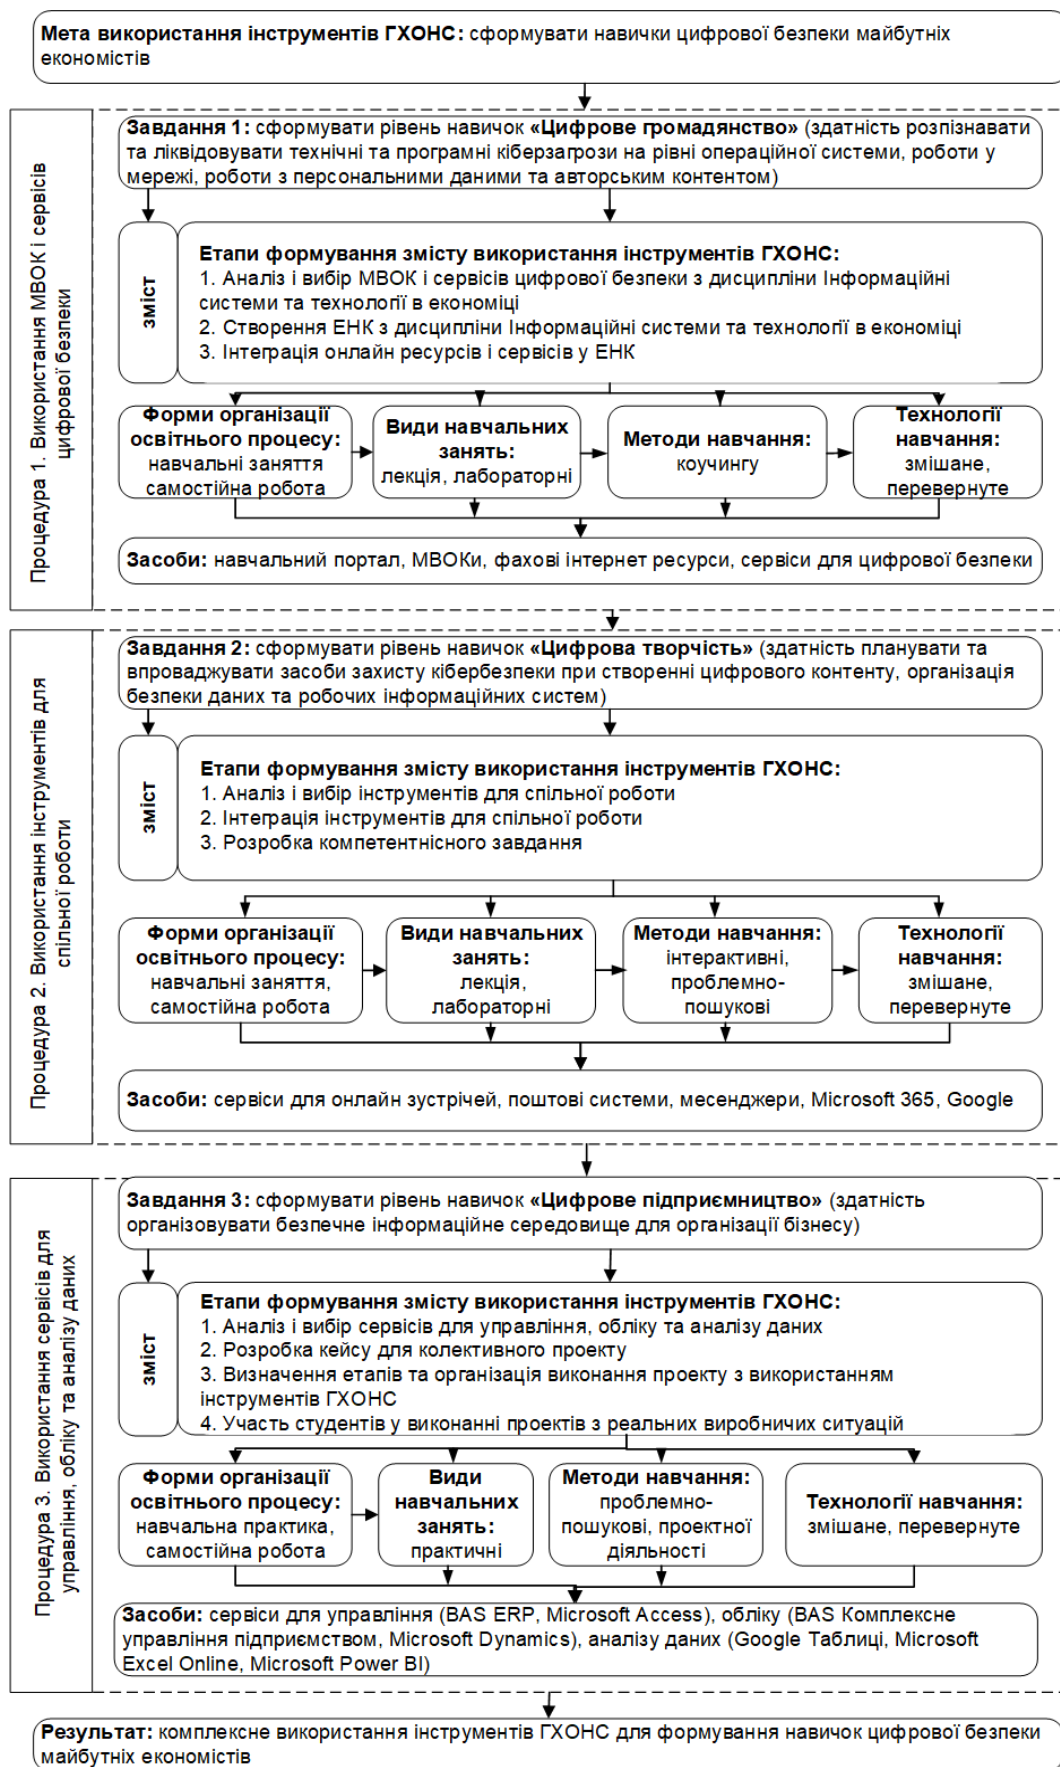 Мета використання інструментів ГХОНС: сформувати навички цифрової безпеки майбутніх
економістів
Процедура 1. Використання МВОК і сервісів
цифрової безпеки
Завдання 1: сформувати рівень навичок «Цифрове громадянство» (здатність розпізнавати
та ліквідовувати технічні та програмні кіберзагрози на рівні операційної системи, роботи у
мережі, роботи з персональними даними та авторським контентом)
зміст
Етапи формування змісту використання інструментів ГХОНС:
1. Аналіз і вибір МВОК і сервісів цифрової безпеки з дисципліни Інформаційні
системи та технології в економіці
2. Створення ЕНК з дисципліни Інформаційні системи та технології в економіці
3. Інтеграція онлайн ресурсів і сервісів у ЕНК
Форми організації
освітнього процесу:
навчальні заняття
самостійна робота
Види навчальних
занять:
лекція, лабораторні
Методи навчання:
коучингу
Технології
навчання:
змішане,
перевернуте
Засоби: навчальний портал, МВОКи, фахові інтернет ресурси, сервіси для цифрової безпеки
Процедура 2. Використання інструментів для
спільної роботи
Завдання 2: сформувати рівень навичок «Цифрова творчість» (здатність планувати та
впроваджувати засоби захисту кібербезпеки при створенні цифрового контенту, організація
безпеки даних та робочих інформаційних систем)
зміст
Етапи формування змісту використання інструментів ГХОНС:
1. Аналіз і вибір інструментів для спільної роботи
2. Інтеграція інструментів для спільної роботи
3. Розробка компетентнісного завдання
Форми організації
освітнього процесу:
навчальні заняття,
самостійна робота
Види навчальних
занять:
лекція,
лабораторні
Методи навчання:
інтерактивні,
проблемно-
пошукові
Технології
навчання:
змішане,
перевернуте
Засоби: сервіси для онлайн зустрічей, поштові системи, месенджери, Microsoft 365, Google
Процедура 3. Використання сервісів для
управління, обліку та аналізу даних
Завдання 3: сформувати рівень навичок «Цифрове підприємництво» (здатність
організовувати безпечне інформаційне середовище для організації бізнесу)
зміст
Етапи формування змісту використання інструментів ГХОНС:
1. Аналіз і вибір сервісів для управління, обліку та аналізу даних
2. Розробка кейсу для колективного проекту
3. Визначення етапів та організація виконання проекту з використанням
інструментів ГХОНС
4. Участь студентів у виконанні проектів з реальних виробничих ситуацій
Форми організації
освітнього процесу:
навчальна практика,
самостійна робота
Види
навчальних
занять:
практичні
Методи навчання:
проблемно-
пошукові, проектної
діяльності
Технології навчання:
змішане, перевернуте
Засоби: сервіси для управління (BAS ERP, Microsoft Access), обліку (BAS Комплексне
управління підприємством, Microsoft Dynamics), аналізу даних (Google Таблиці, Microsoft
Excel Online, Microsoft Power BI)
Результат: комплексне використання інструментів ГХОНС для формування навичок цифрової безпеки
майбутніх економістів